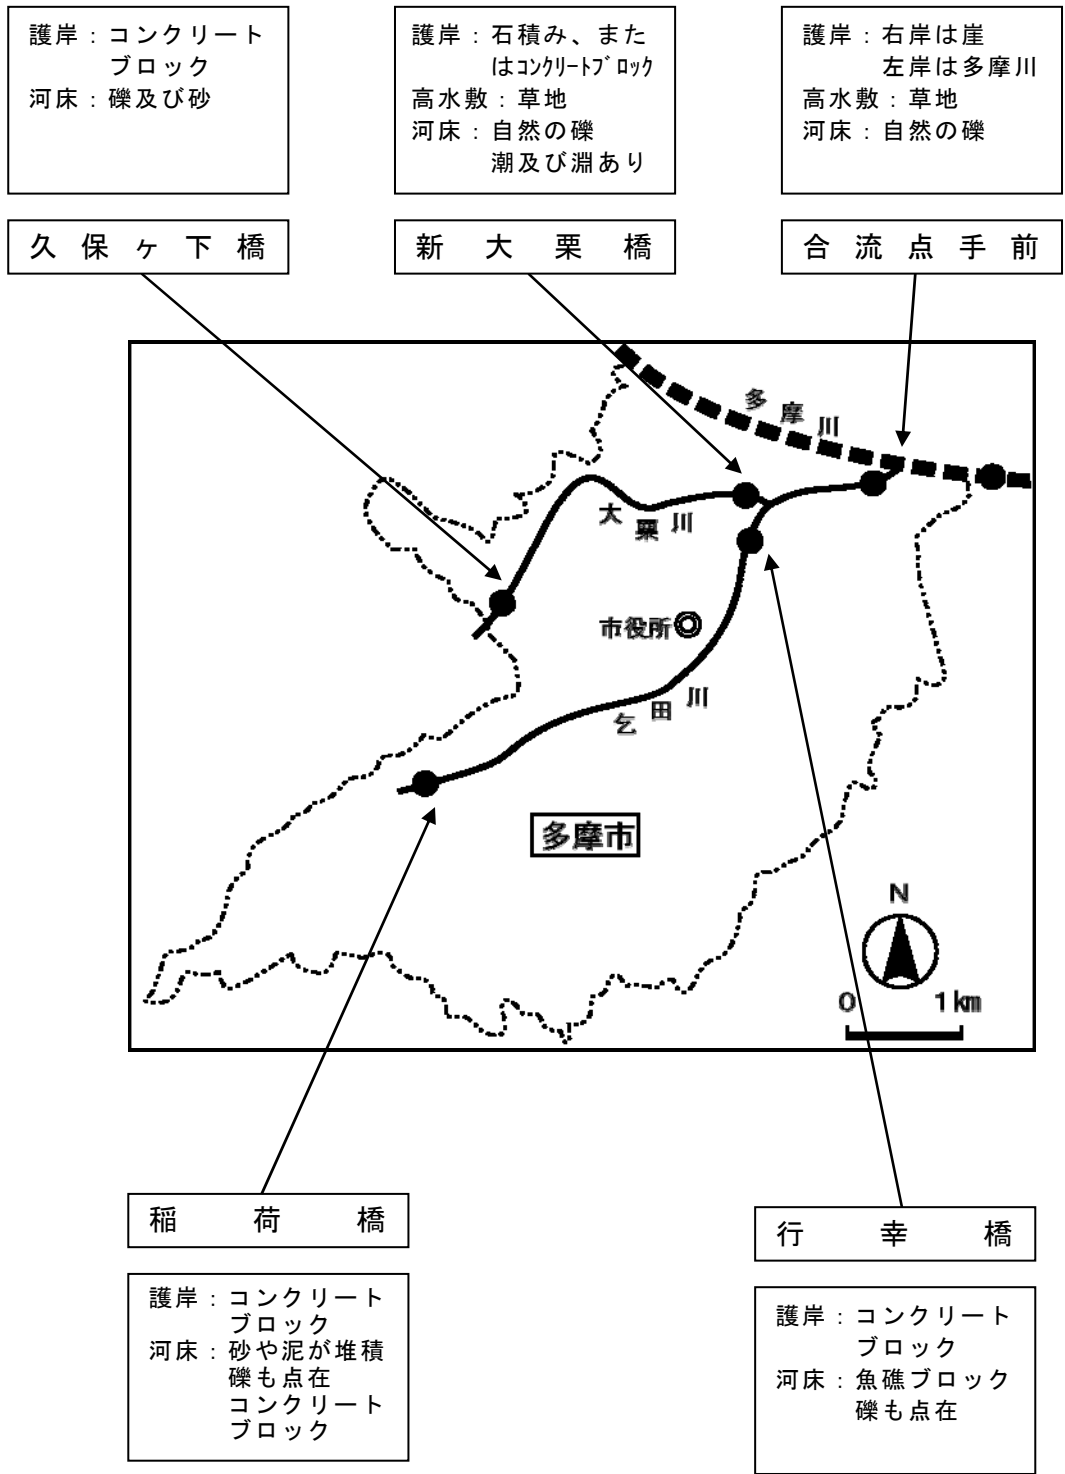 護岸：コンクリート
ブロック
河床：礫及び砂
護岸：石積み、また
はｺﾝｸﾘｰﾄﾌﾞﾛｯｸ
高水敷：草地
河床：自然の礫
潮及び淵あり
護岸：右岸は崖
左岸は多摩川
高水敷：草地
河床：自然の礫
久保ヶ下橋
新大栗橋
合流点手前
多摩川
大栗川
市役所
乞田川
多摩市
N
0 1km
稲荷橋
行幸橋
護岸：コンクリート
ブロック
河床：砂や泥が堆積
礫も点在
コンクリート
ブロック
護岸：コンクリート
ブロック
河床：魚礁ブロック
礫も点在